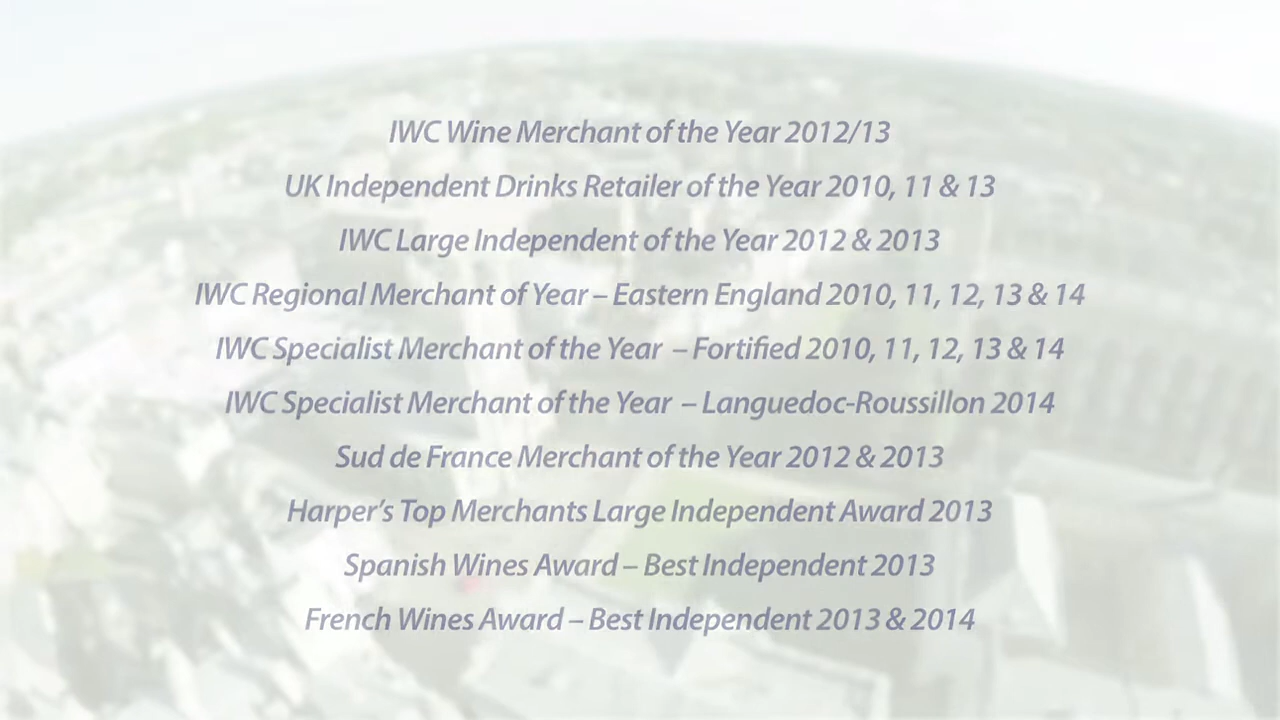 IWC Wine Merchant of the Year 2012/13
UK Independent Drinks Retailer of the Year 2010, 11 & 13
IWC Large Independent of the Year 2012 & 2013
IWC Regional Merchant of Year – Eastern England 2010, 11, 12, 13 & 14
IWC Specialist Merchant of the Year – Fortified 2010, 11, 12, 13 & 14
IWC Specialist Merchant of the Year – Languedoc-Roussillon 2014
Sud de France Merchant of the Year 2012 & 2013
Harper's Top Merchants Large Independent Award 2013
Spanish Wines Award – Best Independent 2013
French Wines Award – Best Independent 2013 & 2014